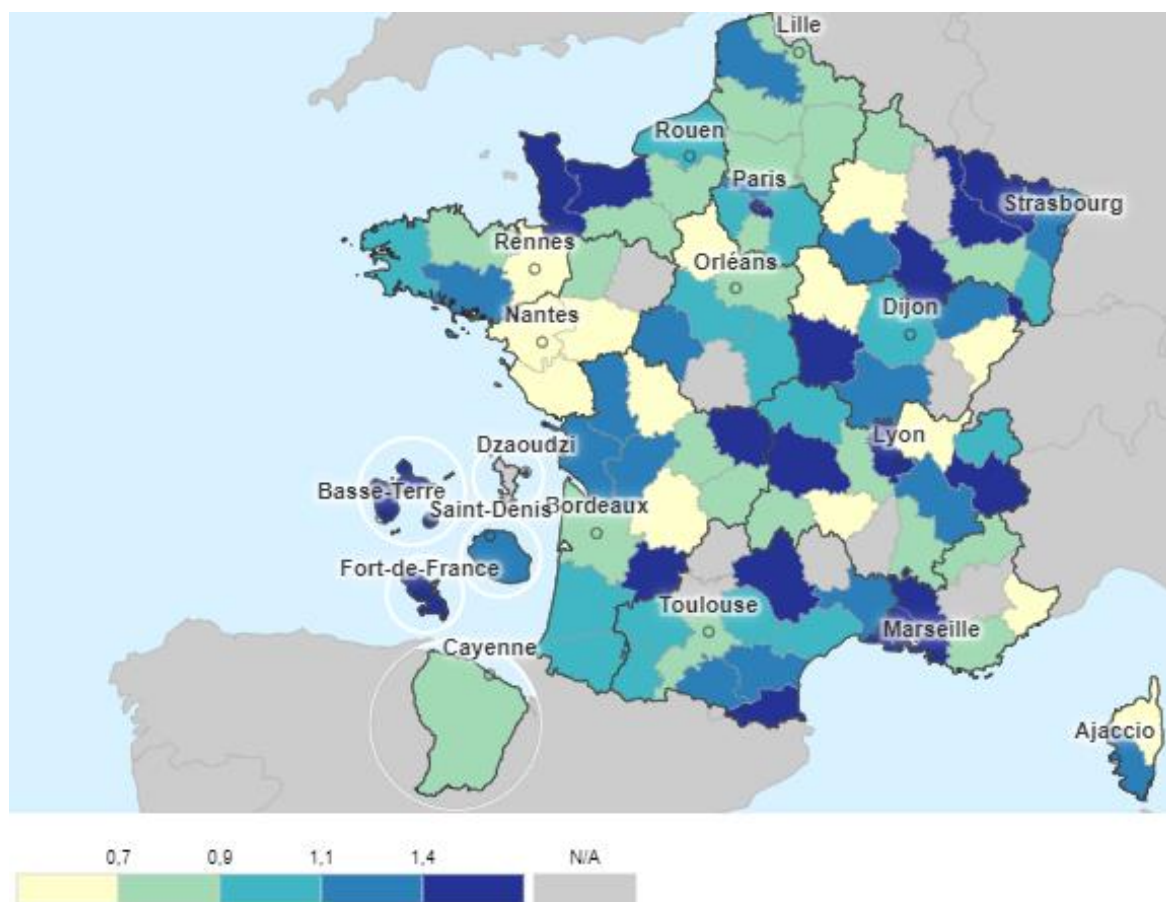 Lille
Rouen
Paris
Strasbourg
Rennes
Orléans
Nantes
Dijon
Lyon
Dzaoudzi
Basse-Terre
Saint-Denis
Bordeaux
Fort-de-France
Toulouse
Marseille
Cayenne
Ajaccio
0,7 0,9 1,1 1,4 N/A